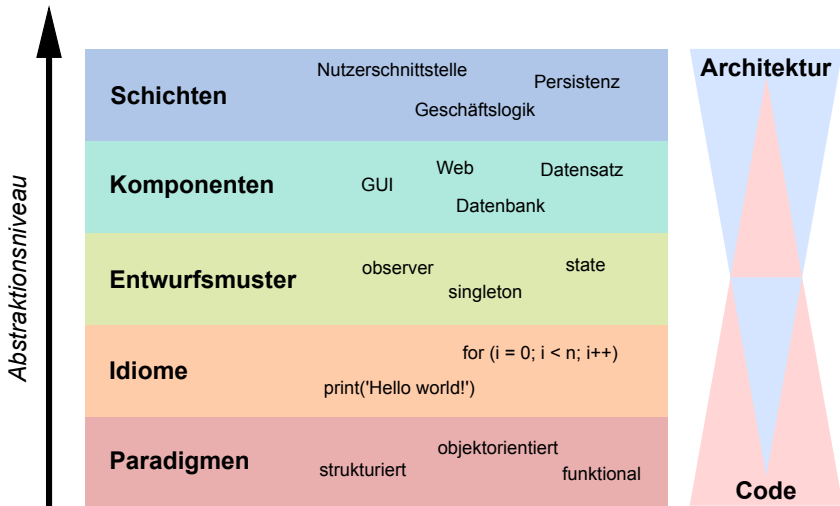 Abstraktionsniveau
Schichten
Nutzerschnittstelle
Persistenz
Geschäftslogik
Komponenten
Web
Datensatz
GUI
Datenbank
Entwurfsmuster
observer
state
singleton
Idiome
for (i = 0; i < n; i++)
print('Hello world!')
Paradigmen
objektorientiert
strukturiert
funktional
Architektur
Code